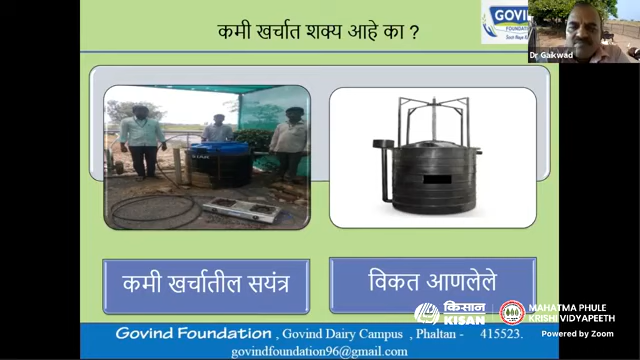 कमी खर्चात शक्य आहे का ?
GOVIN
FOUNDATION
Dr Gaikwad
कमी खर्चातील सयंत्र
विकत आणलेले
किसान
KISAN
MAHATMA PHULE
KRISHI VIDYAPEETH
Powered by Zoom
Govind Foundation , Govind Dairy Campus , Phaltan - 415523.
govindfoundation96@gmail.com